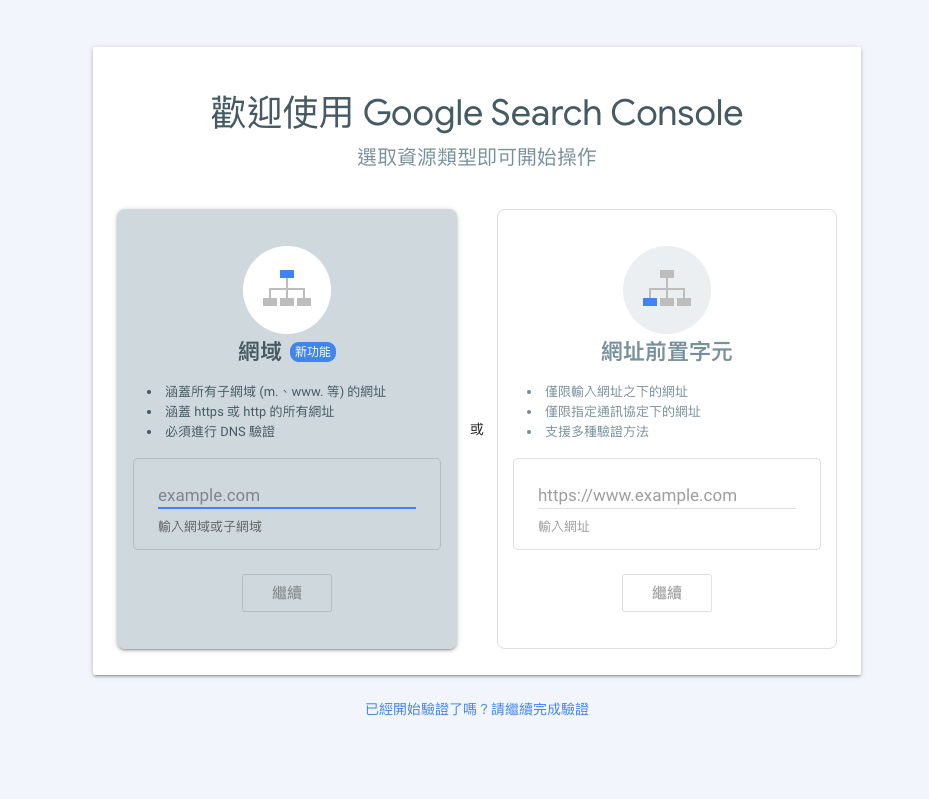 歡迎使用 Google Search Console
選取資源類型即可開始操作
網域 新功能
涵蓋所有子網域 (m.、www. 等) 的網址
涵蓋 https 或 http 的所有網址
必須進行 DNS 驗證
example.com
輸入網域或子網域
繼續
或
網址前置字元
僅限輸入網址之下的網址
僅限指定通訊協定下的網址
支援多種驗證方法
https://www.example.com
輸入網址
繼續
已經開始驗證了嗎？請繼續完成驗證